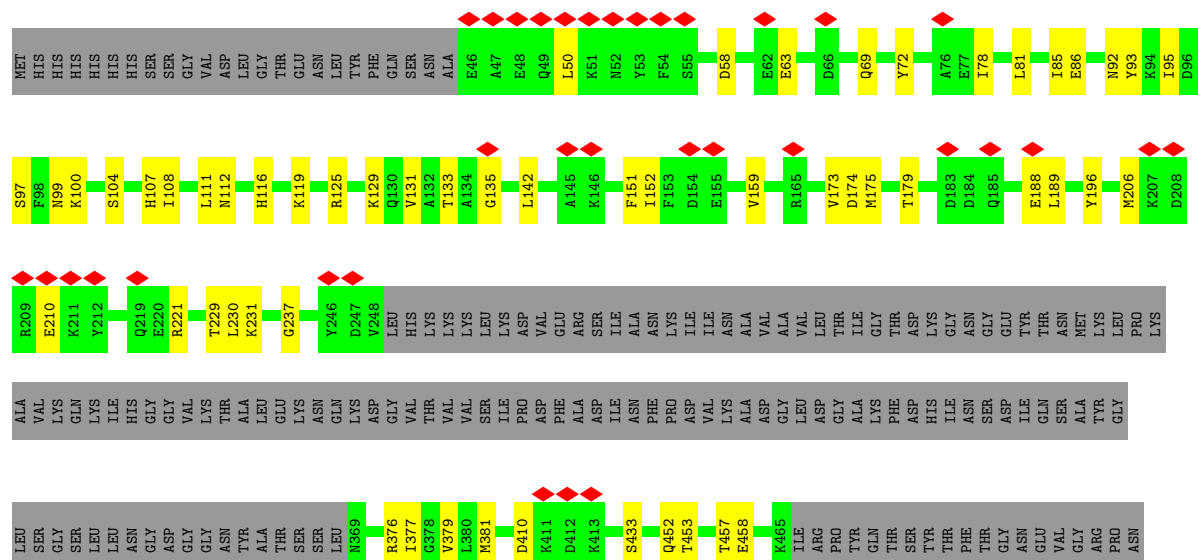 MET HIS HIS HIS HIS HIS HIS SER SER GLY VAL ASP LEU GLY THR GLU ASN LEU TYR PHE GLN SER ASN ALA E46 A47 E48 Q49 L50 K51 N52 Y53 F54 S55 D58 E62 E63 D66 Q69 Y72 A76 E77 I78 L81 I85 E86 N92 Y93 K94 I95 D96
S97 F98 N99 K100 S104 H107 I108 L111 N112 H116 K119 R125 K129 Q130 V131 A132 T133 A134 G135 L142 A145 K146 F151 I152 F153 D154 E155 V159 R165 V173 D174 M175 T179 D183 D184 Q185 E188 L189 Y196 M206 K207 D208
R209 E210 K211 Y212 Q219 E220 R221 T229 L230 K231 G237 Y246 D247 V248 LEU HIS LYS LYS LYS LEU LYS ASP VAL GLU ARG SER ILE ALA ASN LYS ILE ILE ASN ALA VAL ALA VAL LEU THR ILE GLY THR ASP LYS GLY ASN GLY GLU TYR THR ASN MET LYS LEU PRO LYS
ALA VAL LYS GLN LYS ILE HIS GLY GLY VAL LYS THR ALA LEU GLU LYS ASN GLN LYS ASP GLY VAL THR VAL VAL SER ILE PRO ASP PHE ALA ASP ILE ASN PHE PRO ASP VAL LYS ALA ASP GLY LEU ASP GLY ALA LYS PHE ASP HIS ILE ASN SER ASP ILE GLN SER ALA TYR GLY
LEU SER GLY SER LEU LEU ASN GLY ASP GLY GLY ASN TYR ALA THR SER SER LEU N369 R376 I377 G378 V379 L380 M381 D410 K411 D412 K413 S433 Q452 T453 T457 E458 K465 ILE ARG PRO TYR GLN THR SER TYR THR PHE THR GLY ASN GLU VAL GLY ARG PRO ASN